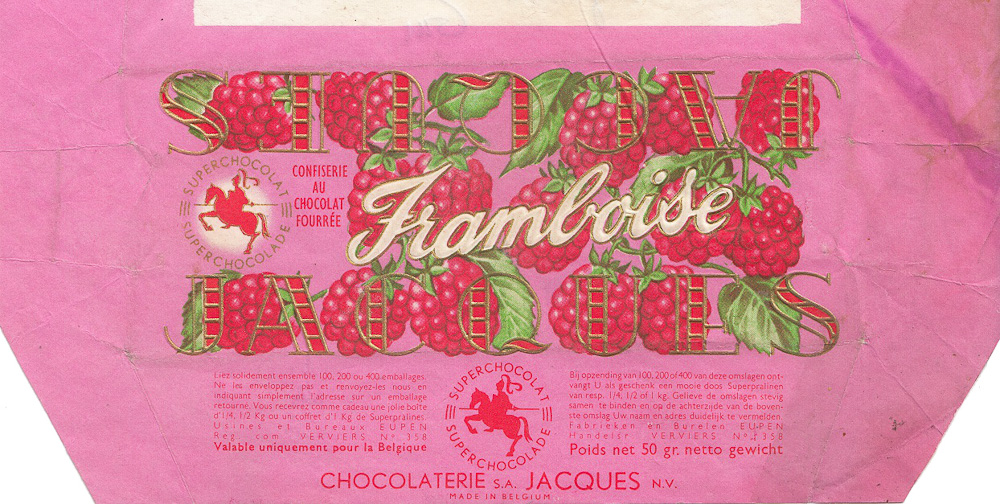 JACQUES
SUPERCHOCOLAT
SUPERCHOCOLADE
CONFISERIE
AU
CHOCOLAT
FOURRÉE
Framboise
JACQUES
Liez solidement ensemble 100, 200 ou 400 emballages.
Ne les enveloppez pas et renvoyez-les nous en
indiquant simplement l'adresse sur un emballage
retourné. Vous recevrez comme cadeau une jolie boîte
d'1/4, 1/2 Kg ou un coffret d'1 Kg de Superpralines.
Usines et Bureaux EUPEN
Reg. com. VERVIERS Nº 358
Valable uniquement pour la Belgique
SUPERCHOCOLAT
SUPERCHOCOLADE
Bij opzending van 100, 200 of 400 van deze omslagen ont-
vangt U als geschenk een mooie doos Superpralinen
van resp. 1/4, 1/2 of 1 kg. Gelieve de omslagen stevig
samen te binden en op de achterzijde van de boven-
ste omslag Uw naam en adres duidelijk te vermelden.
Fabrieken en Burelen EUPEN
Handelsr. VERVIERS Nº 358
Poids net 50 gr. netto gewicht
CHOCOLATERIE S.A. JACQUES N.V.
MADE IN BELGIUM